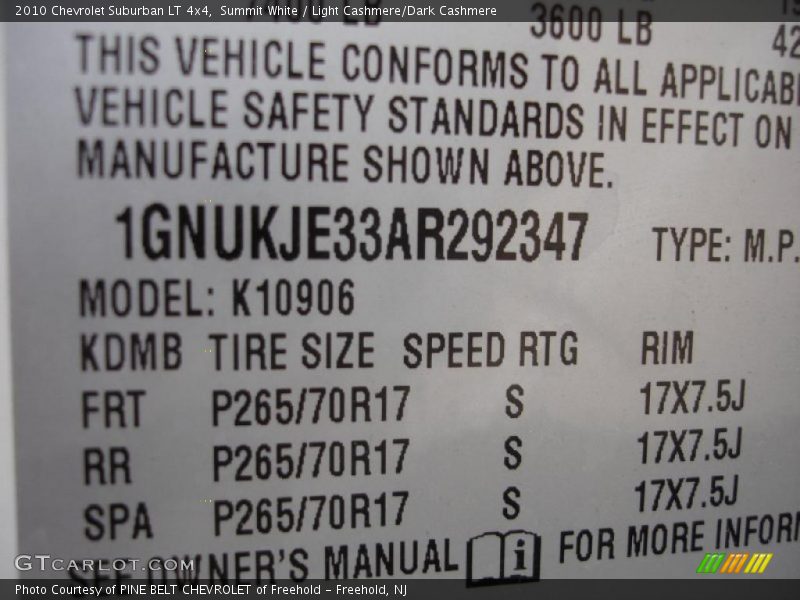 2010 Chevrolet Suburban LT 4x4, Summit White / Light Cashmere/Dark Cashmere
3600 LB
THIS VEHICLE CONFORMS TO ALL
VEHICLE SAFETY STANDARDS IN EFFECT ON
MANUFACTURE SHOWN ABOVE.
1GNUKJE33AR292347 TYPE: M.P.
MODEL: K10906
KDMB TIRE SIZE SPEED RTG RIM
FRT P265/70R17 S 17X7.5J
RR P265/70R17 S 17X7.5J
SPA P265/70R17 S 17X7.5J
SEE OWNER'S MANUAL i FOR MORE
GTCARLOT.COM
Photo Courtesy of PINE BELT CHEVROLET of Freehold - Freehold, NJ